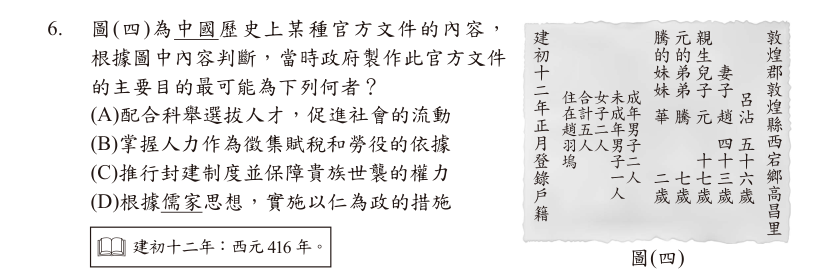 6. 圖(四)為中國歷史上某種官方文件的內容，
根據圖中內容判斷，當時政府製作此官方文件
的主要目的最可能為下列何者？
(A)配合科舉選拔人才，促進社會的流動
(B)掌握人力作為徵集賦稅和勞役的依據
(C)推行封建制度並保障貴族世襲的權力
(D)根據儒家思想，實施以仁為政的措施
建初十二年：西元 416 年。
敦煌郡敦煌縣西宕鄉高昌里
呂沾 五十六歲
妻子 趙 四十三歲
親生兒子 元 十七歲
元的弟弟 騰 七歲
騰的妹妹 華 二歲
成年男子二人
未成年男子一人
女子二人
合計五人
住在趙羽塢
建初十二年正月登錄戶籍
圖(四)